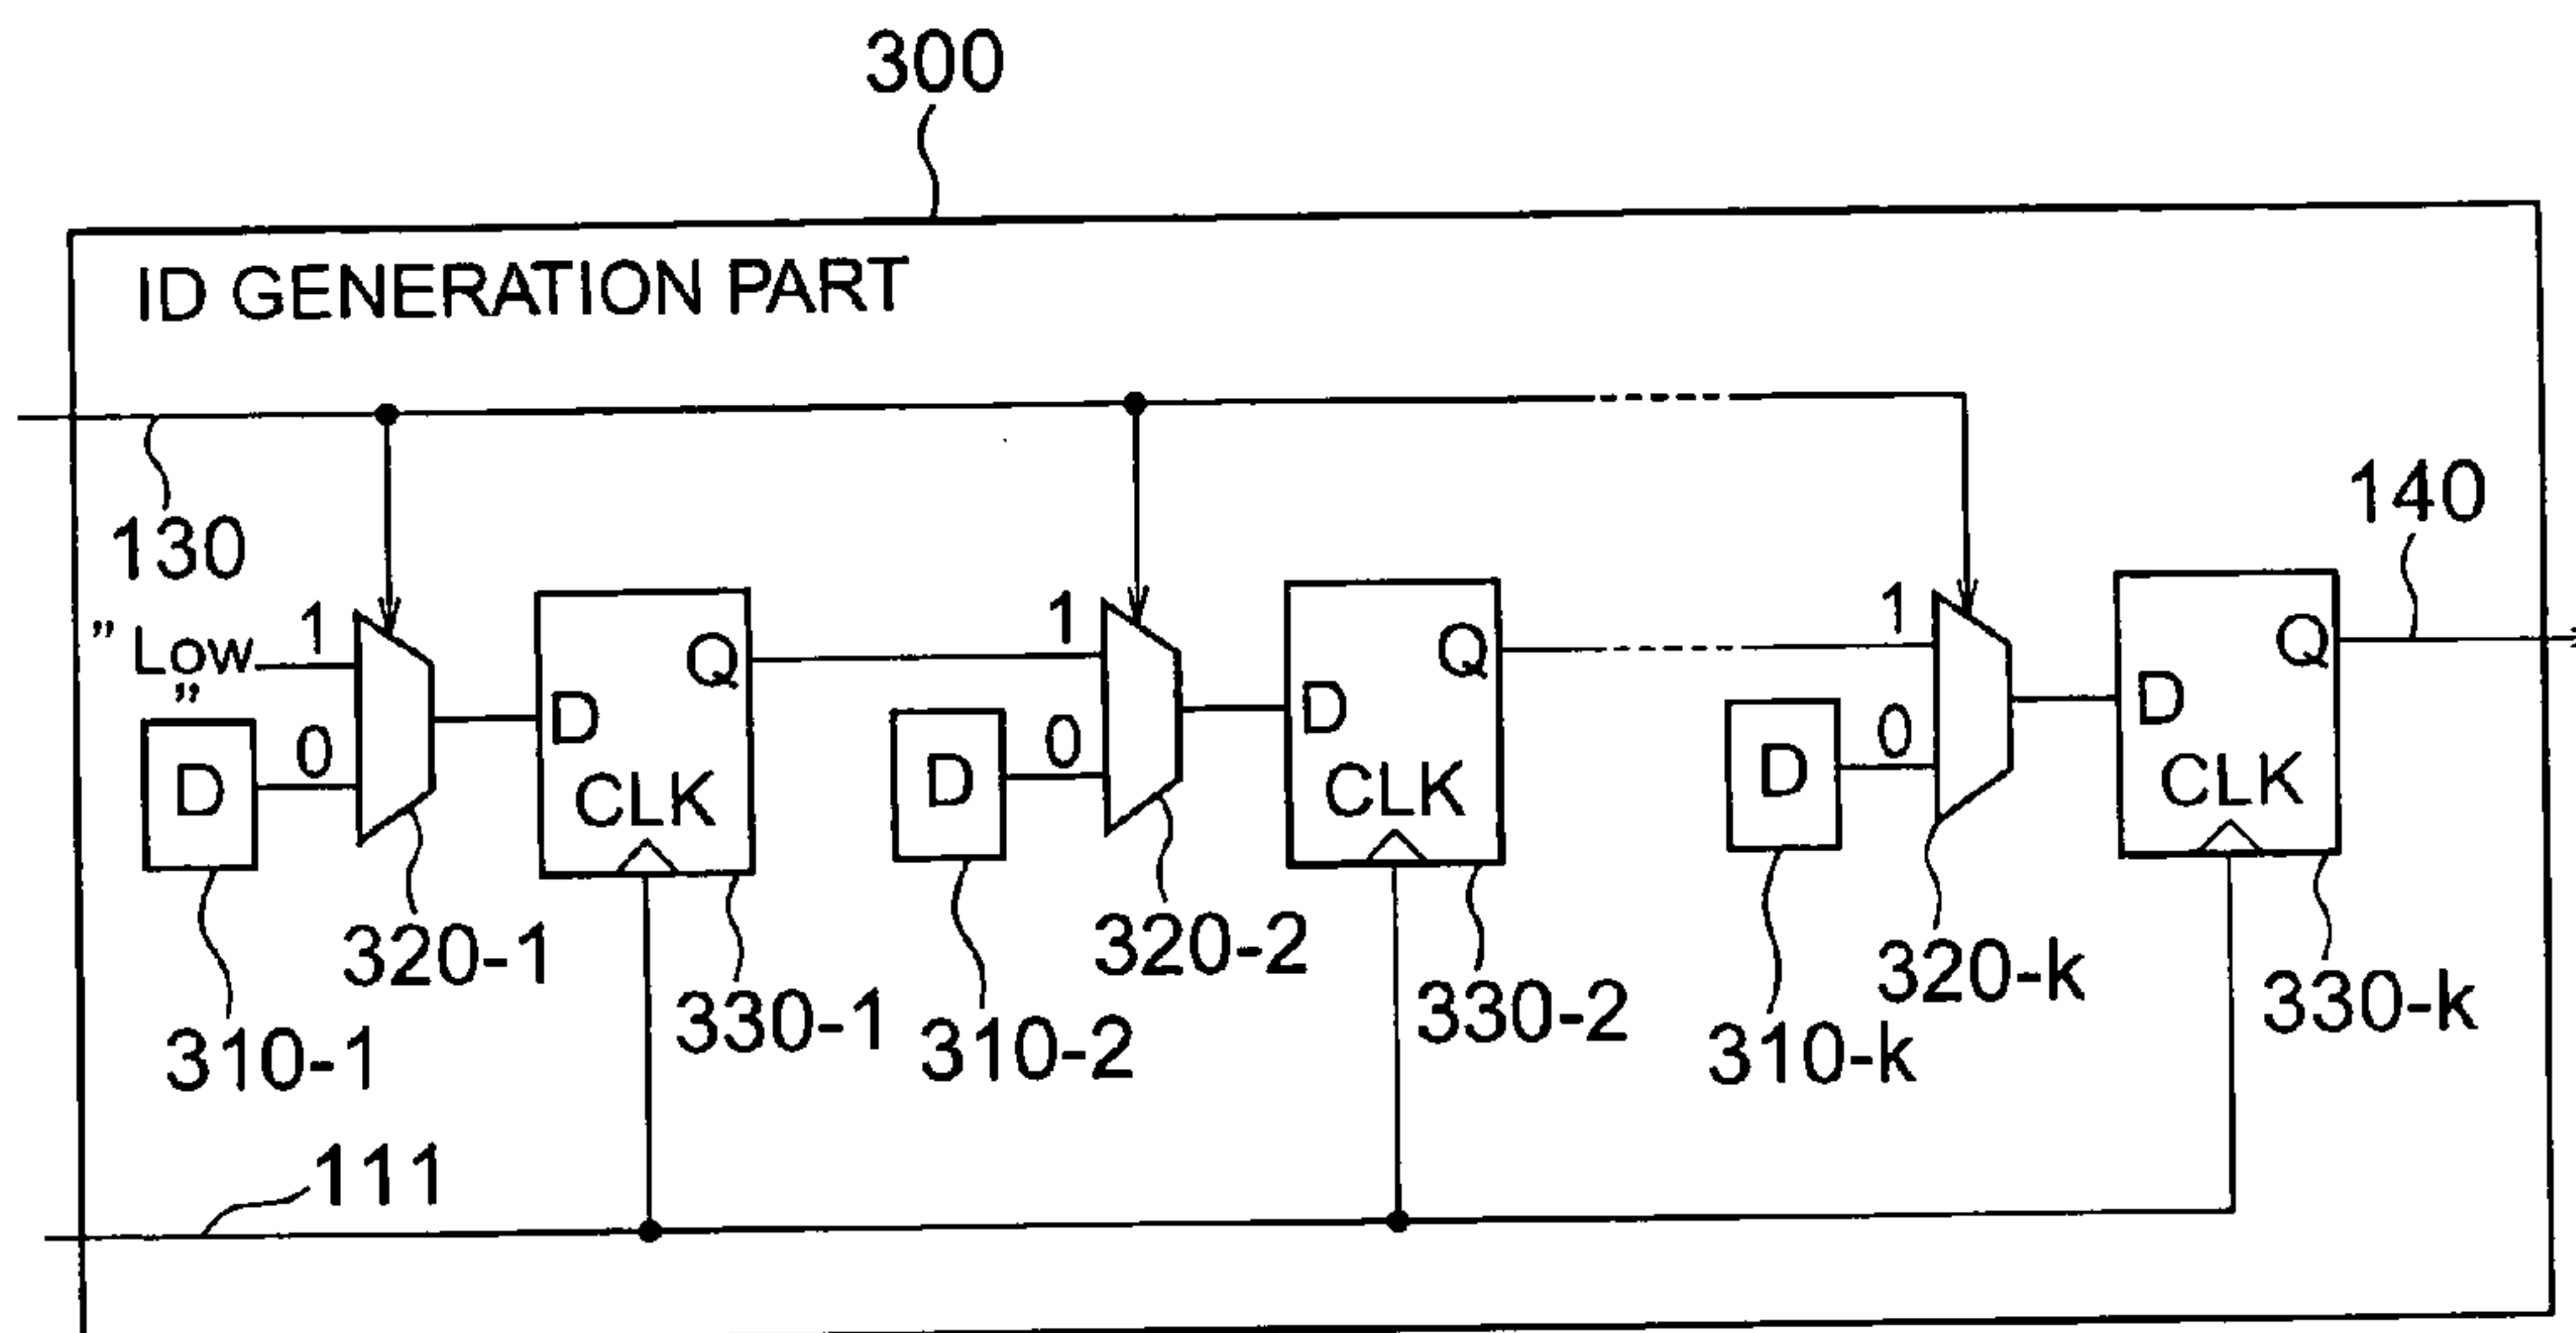 300
ID GENERATION PART
130
140
" Low
"
1
0
D
D
Q
CLK
1
0
D
D
Q
CLK
1
0
D
D
Q
CLK
310-1
320-1
330-1
310-2
320-2
330-2
310-k
320-k
330-k
111